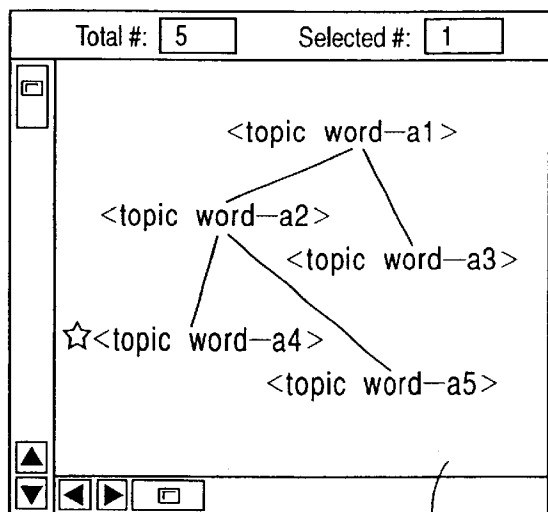 Total #: 5 Selected #: 1
<topic word—a1>
<topic word—a2>
<topic word—a3>
☆<topic word—a4>
<topic word—a5>